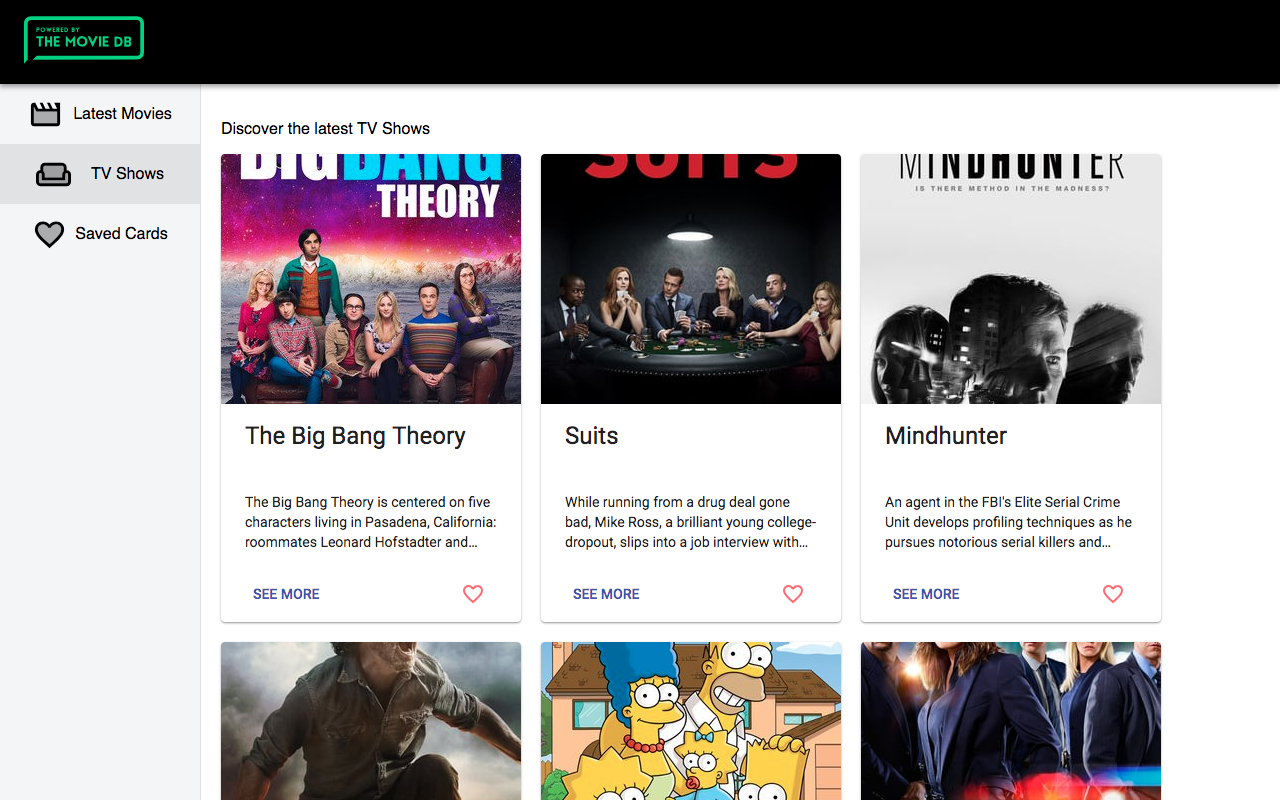 POWERED BY
THE MOVIE DB
Latest Movies
TV Shows
Saved Cards
Discover the latest TV Shows
BIG BANG
THEORY
SUITS
MINDHUNTER
IS THERE METHOD IN THE MADNESS?
The Big Bang Theory
Suits
Mindhunter
The Big Bang Theory is centered on five
characters living in Pasadena, California:
roommates Leonard Hofstadter and...
While running from a drug deal gone
bad, Mike Ross, a brilliant young college-
dropout, slips into a job interview with...
An agent in the FBI's Elite Serial Crime
Unit develops profiling techniques as he
pursues notorious serial killers and...
SEE MORE
SEE MORE
SEE MORE